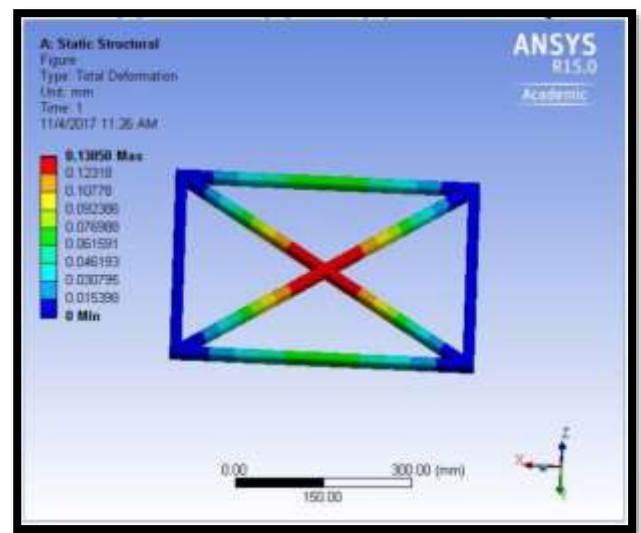 A: Static Structural
Figure
Type: Total Deformation
Unit: mm
Time: 1
11/4/2017 11:26 AM
0.13858 Max
0.12318
0.10778
0.092386
0.076988
0.061591
0.046193
0.030795
0.015398
0 Min
ANSYS
R15.0
Academic
0.00
300.00 (mm)
150.00
Z
X
Y